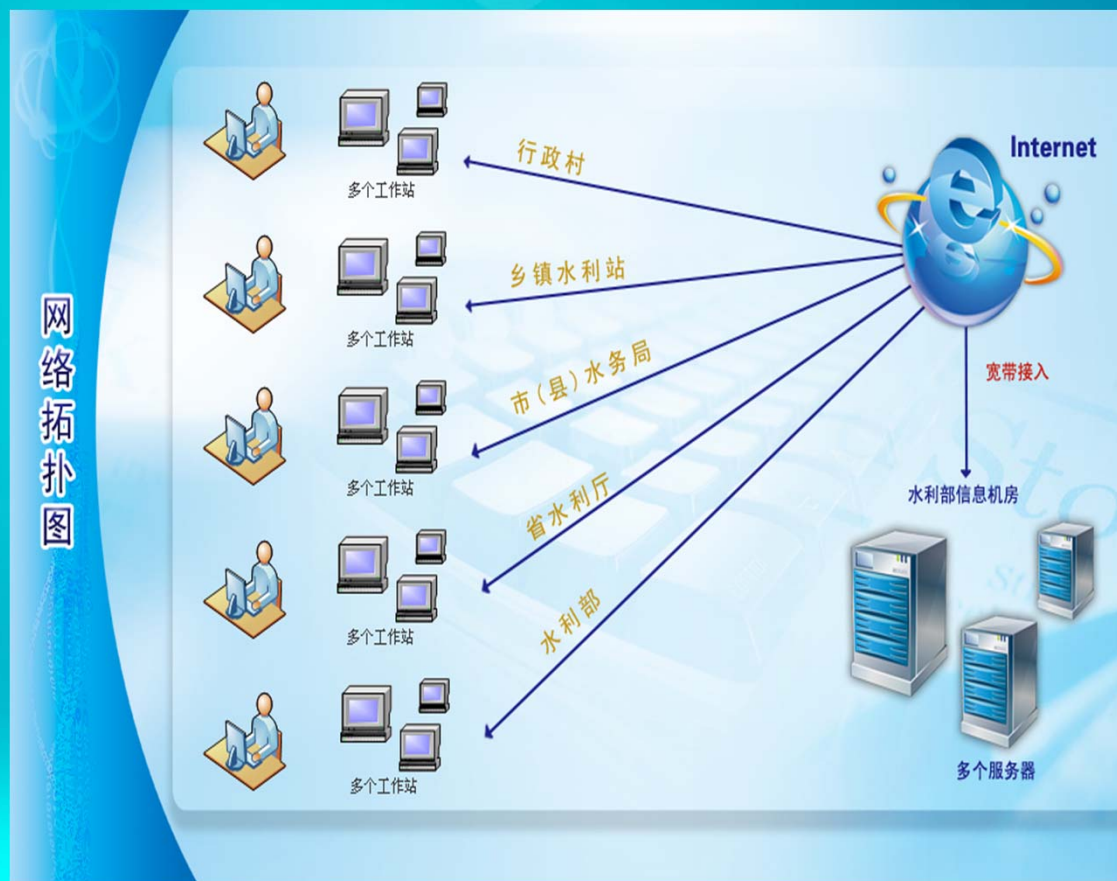 网络拓扑图
多个工作站
多个工作站
多个工作站
多个工作站
多个工作站
行政村
乡镇水利站
市(县)水务局
省水利厅
水利部
Internet
宽带接入
水利部信息机房
多个服务器